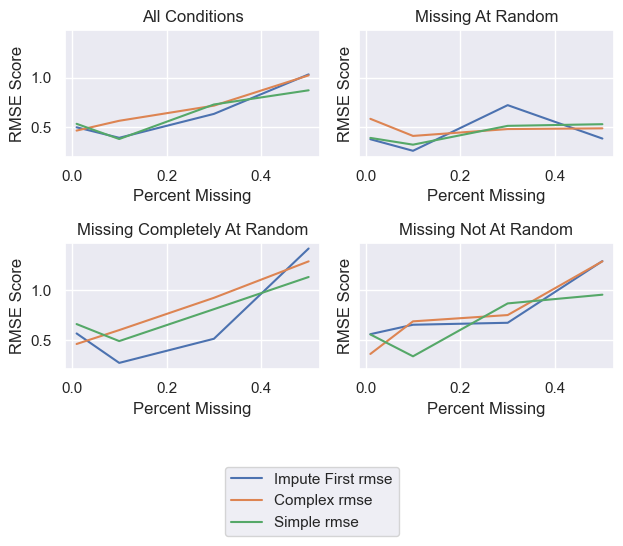 All Conditions
Missing At Random
RMSE Score
1.0
0.5
0.0
0.2
0.4
Percent Missing
RMSE Score
0.0
0.2
0.4
Percent Missing
Missing Completely At Random
Missing Not At Random
RMSE Score
1.0
0.5
0.0
0.2
0.4
Percent Missing
RMSE Score
0.0
0.2
0.4
Percent Missing
Impute First rmse
Complex rmse
Simple rmse